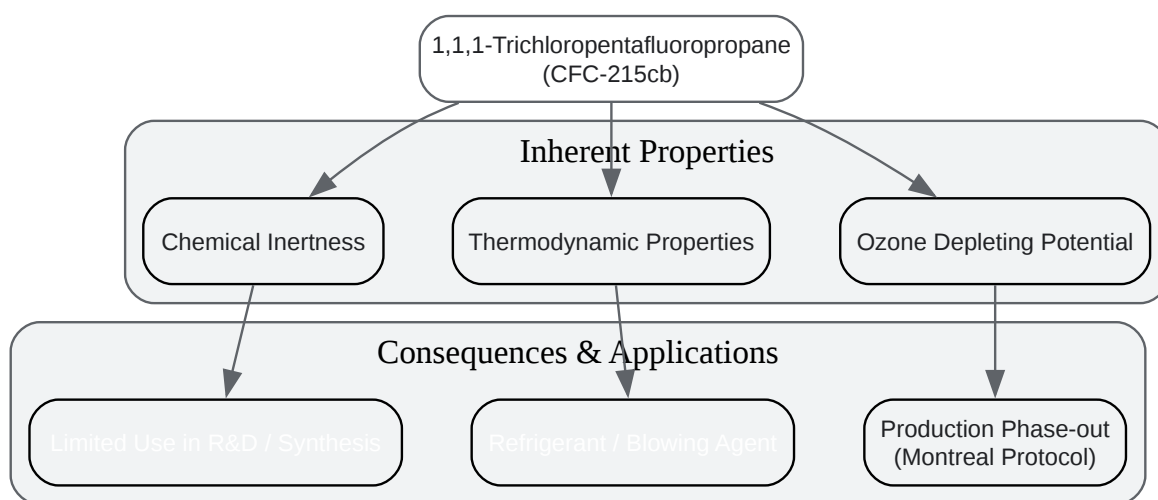 1,1,1-Trichloropentafluoropropane
(CFC-215cb)
Inherent Properties
Chemical Inertness
Thermodynamic Properties
Ozone Depleting Potential
Consequences & Applications
Limited Use in R&D / Synthesis
Refrigerant / Blowing Agent
Production Phase-out
(Montreal Protocol)